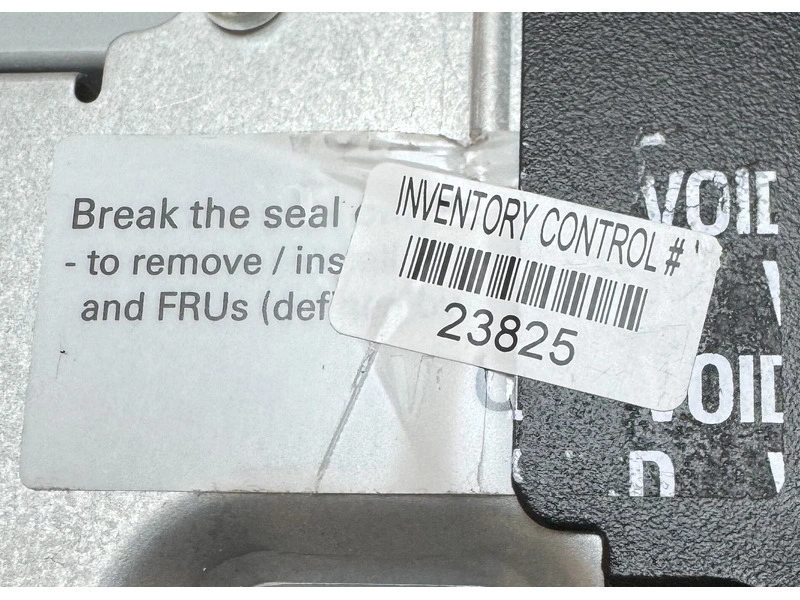 Break the seal
- to remove / ins
and FRUs (def
INVENTORY CONTROL #
23825
VOID
VOID